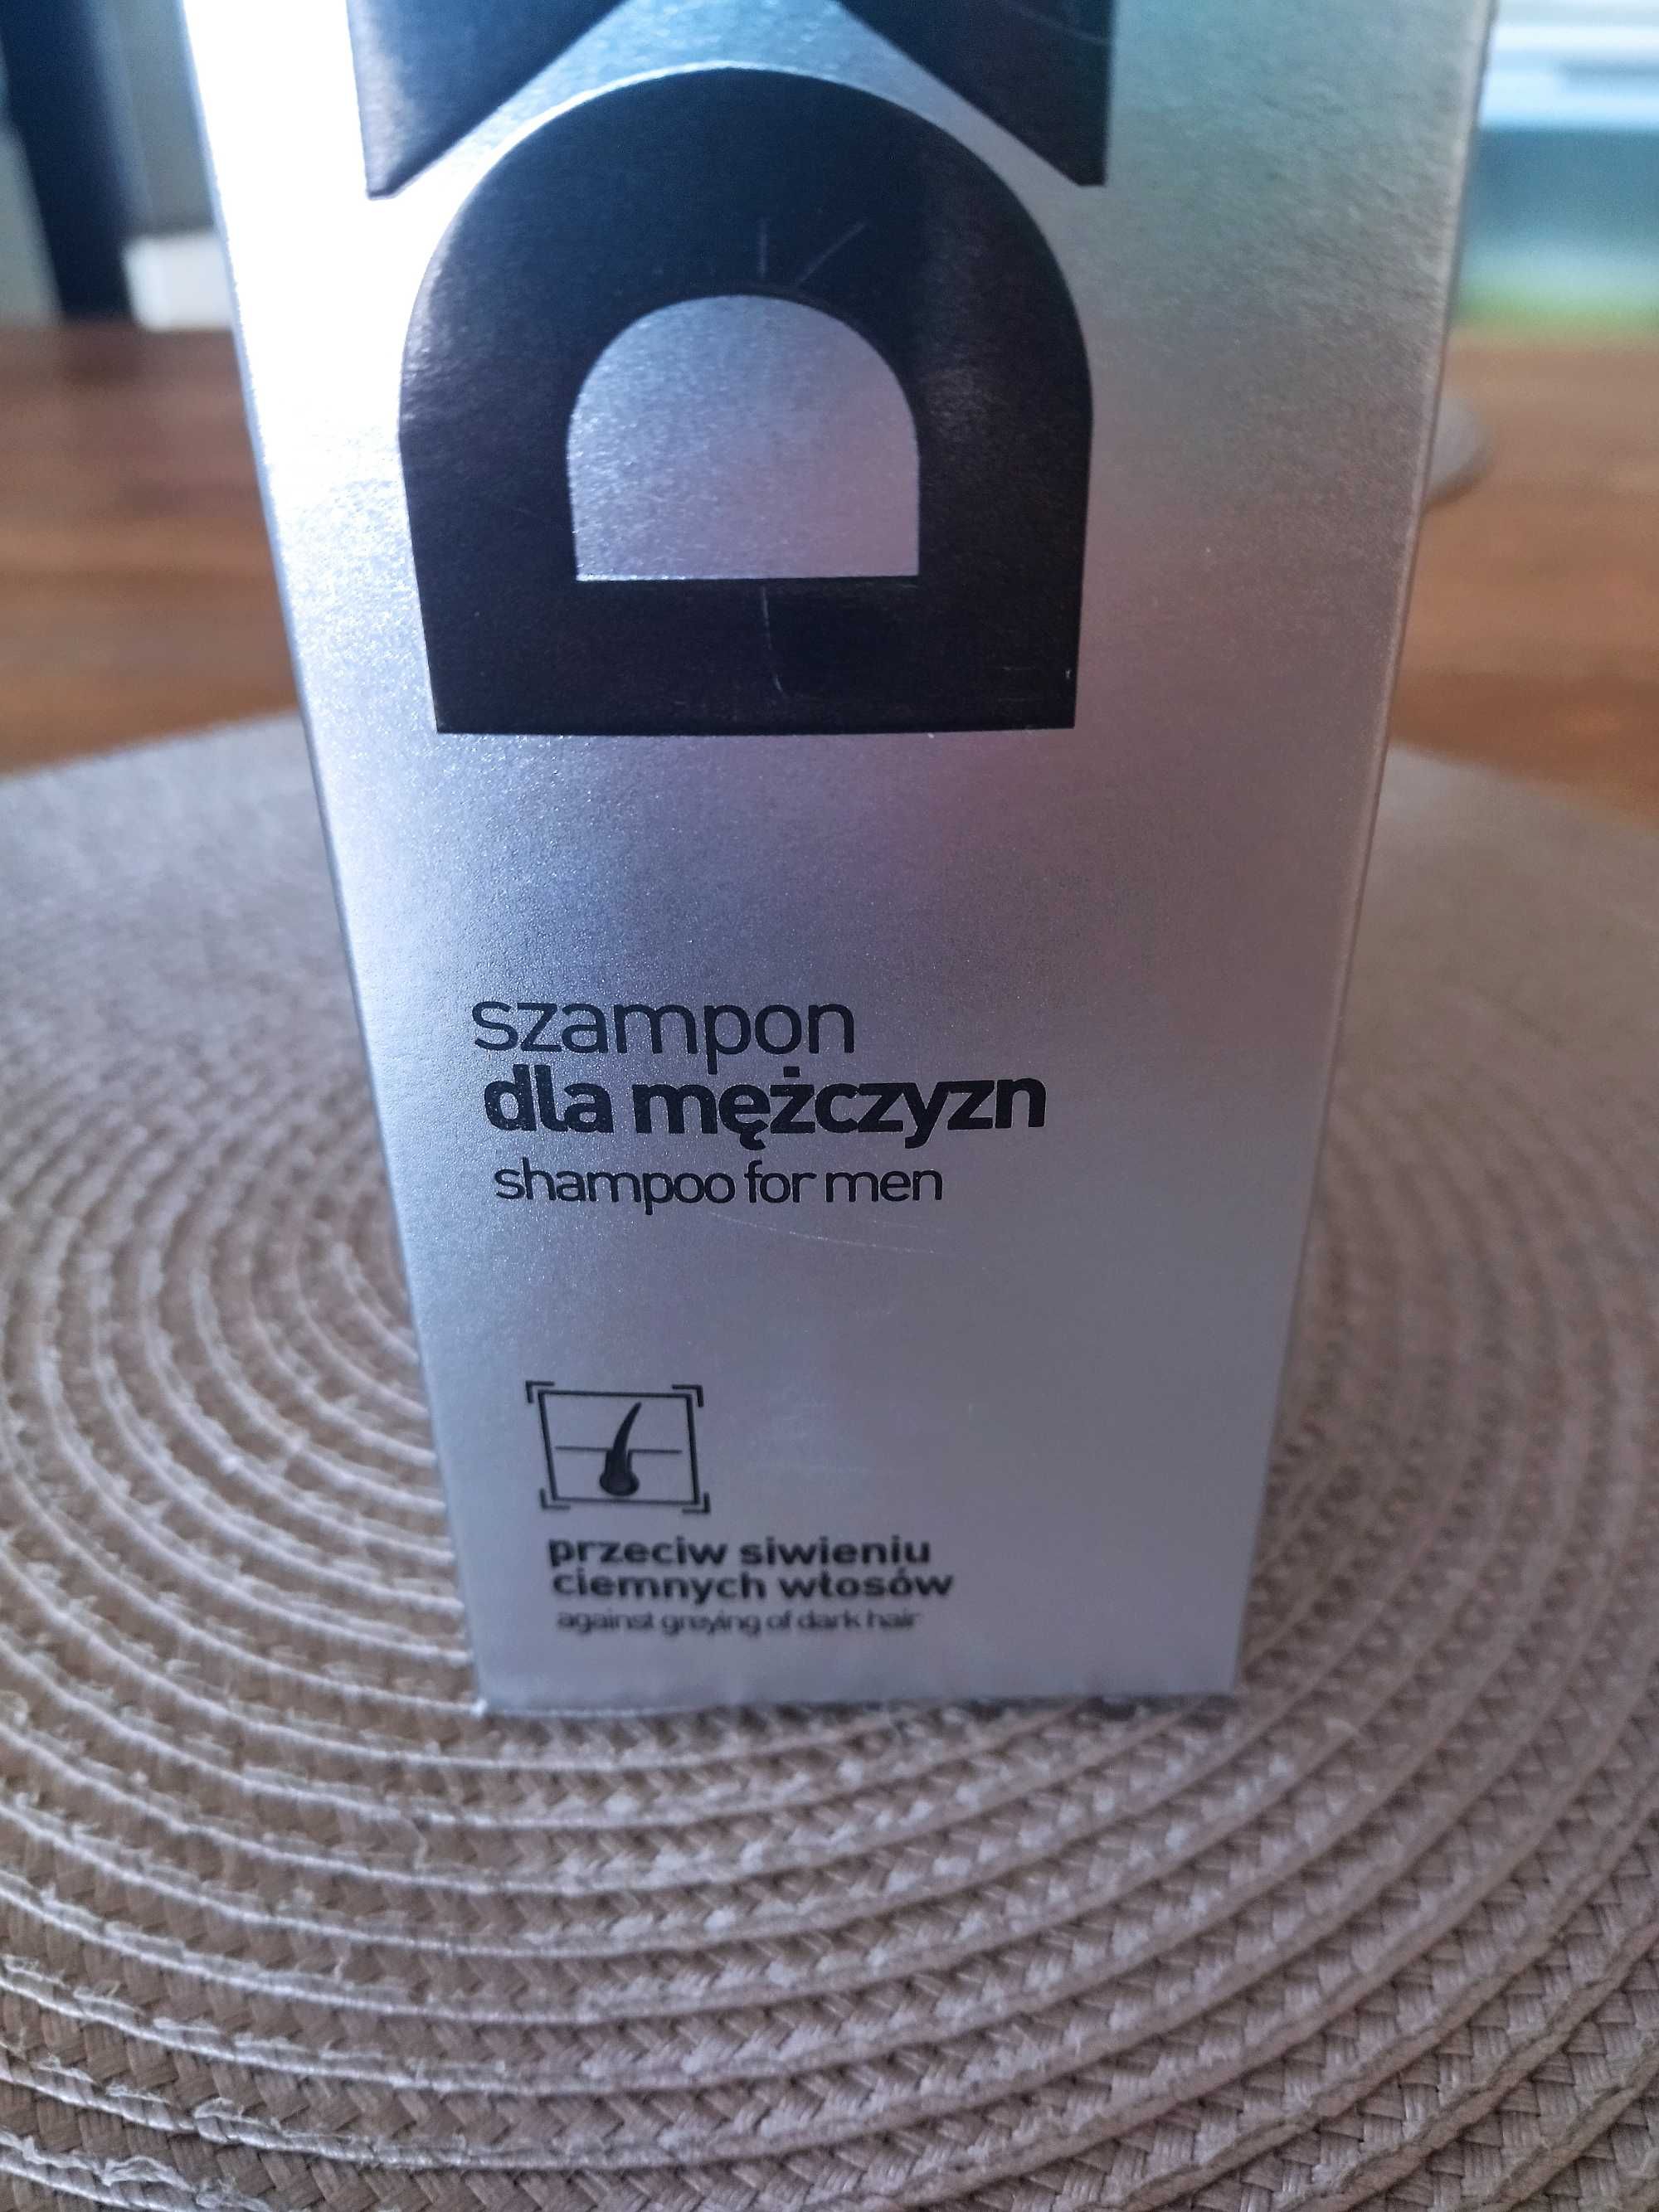 szampon
dla mężczyzn
shampoo for men
przeciw siwieniu
ciemnych włosów
against greying of dark hair